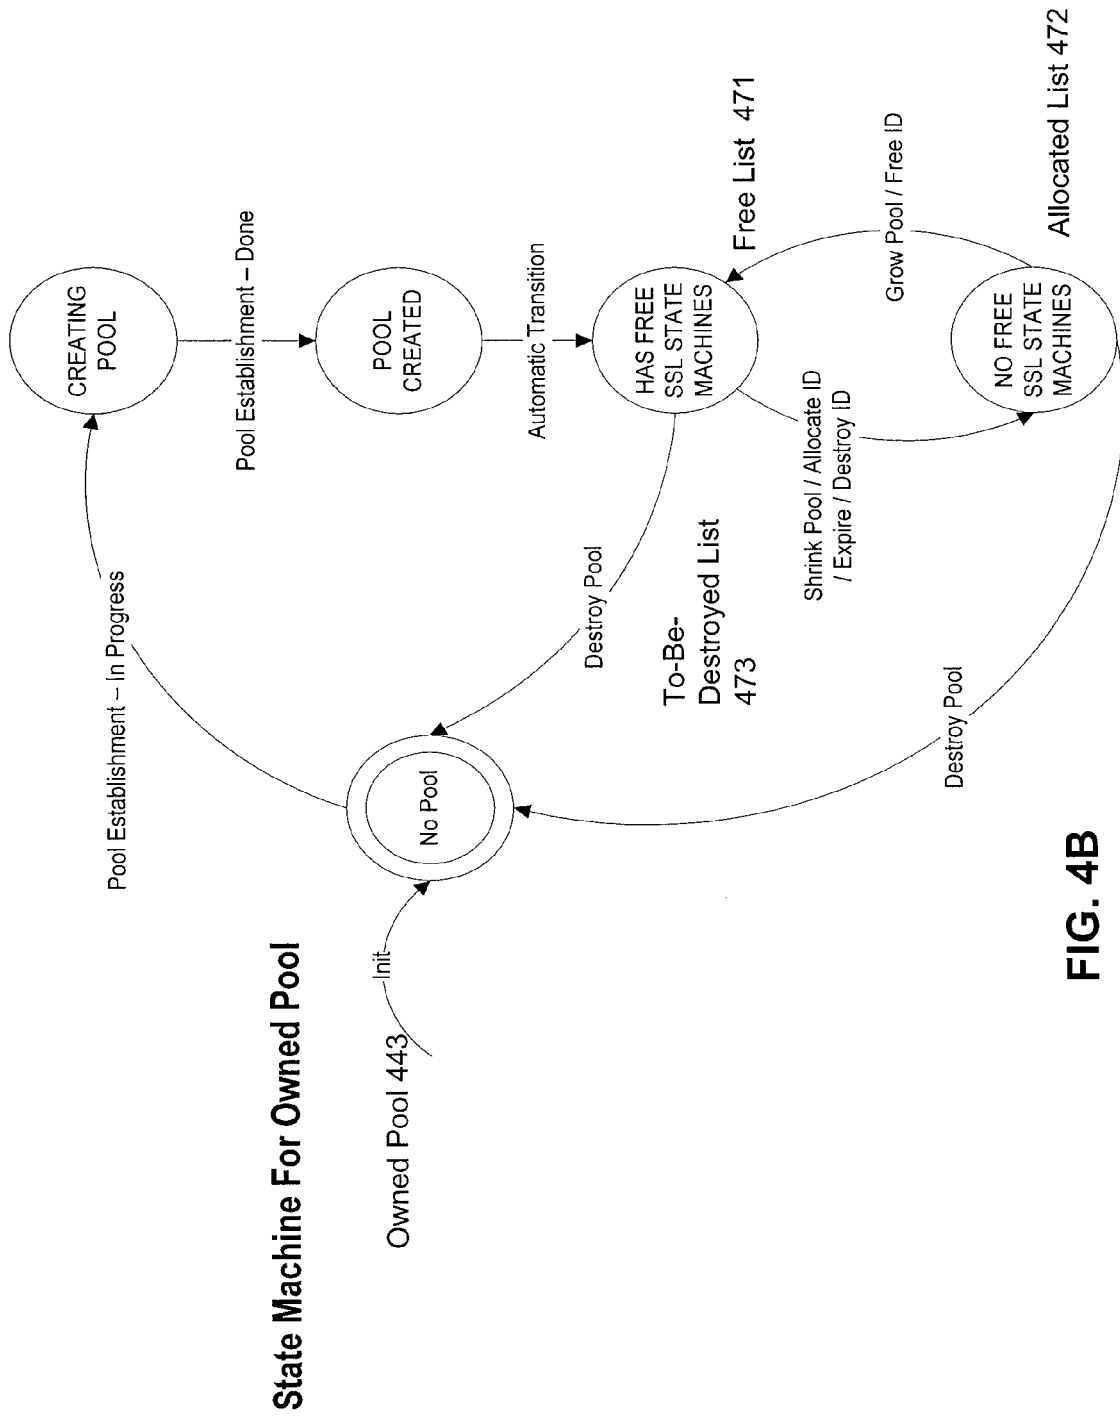 State Machine For Owned Pool
Owned Pool 443
Init
No Pool
Pool Establishment – In Progress
CREATING
POOL
Pool Establishment – Done
POOL
CREATED
Automatic Transition
HAS FREE
SSL STATE
MACHINES
Free List 471
Destroy Pool
To-Be-
Destroyed List
473
Shrink Pool / Allocate ID
/ Expire / Destroy ID
Grow Pool / Free ID
NO FREE
SSL STATE
MACHINES
Allocated List 472
Destroy Pool
FIG. 4B